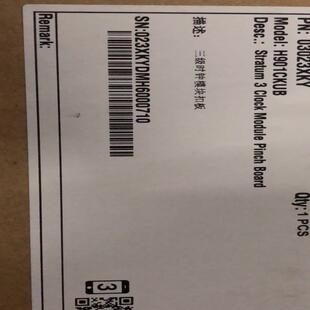 PN: 03023XKY
Model: H901CKUB
Desc.: Stratum 3 Clock Module Pinch Board
Qty: 1 PCS
描述: 三级时钟模块扣板
SN:
Remark:
3